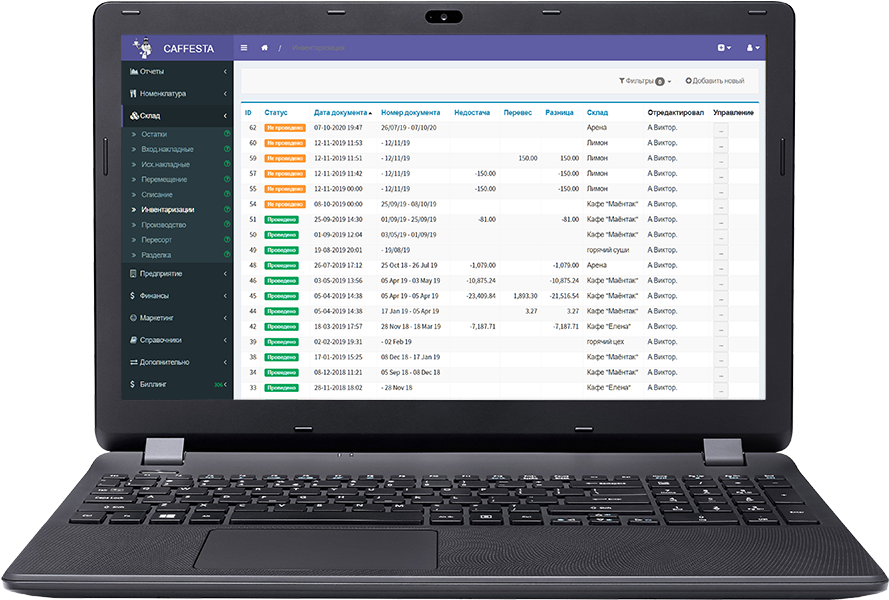 CAFFESTA
/ Инвентаризации
Отчеты
Номенклатура
Склад
Остатки
Вход.накладные
Исх.накладные
Перемещение
Списание
Инвентаризации
Производство
Пересорт
Разделка
Предприятие
Финансы
Маркетинг
Справочники
Дополнительно
Биллинг 306
Фильтры 0 Добавить новый
ID Статус Дата документа Номер документа Недостача Перевес Разница Склад Отредактировал Управление
62 Не проведено 07-10-2020 19:47 26/07/19 - 07/10/20 Арена А.Виктор. ...
60 Не проведено 12-11-2019 11:53 - 12/11/19 Лимон А.Виктор. ...
59 Не проведено 12-11-2019 11:51 - 12/11/19 150.00 150.00 Лимон А.Виктор. ...
57 Не проведено 12-11-2019 11:42 - 12/11/19 -150.00 -150.00 Лимон А.Виктор. ...
55 Не проведено 12-11-2019 00:00 - 12/11/19 -150.00 -150.00 Лимон А.Виктор. ...
54 Не проведено 08-10-2019 00:00 25/09/19 - 08/10/19 Кафе "Маёнтак" А.Виктор. ...
51 Проведено 25-09-2019 14:30 01/09/19 - 25/09/19 -81.00 -81.00 Кафе "Маёнтак" А.Виктор. ...
50 Проведено 01-09-2019 12:04 03/05/19 - 01/09/19 Кафе "Маёнтак" А.Виктор. ...
49 Проведено 19-08-2019 20:01 - 19/08/19 горячий суши А.Виктор. ...
48 Проведено 26-07-2019 17:12 25 Oct 18 - 26 Jul 19 -1,079.00 -1,079.00 Арена А.Виктор. ...
46 Проведено 03-05-2019 13:56 05 Apr 19 - 03 May 19 -10,875.24 -10,875.24 Кафе "Маёнтак" А.Виктор. ...
45 Проведено 05-04-2019 14:38 05 Apr 19 - 05 Apr 19 -23,409.84 1,893.30 -21,516.54 Кафе "Маёнтак" А.Виктор. ...
44 Проведено 05-04-2019 14:38 17 Jan 19 - 05 Apr 19 3.27 3.27 Кафе "Маёнтак" А.Виктор. ...
42 Проведено 18-03-2019 17:57 28 Nov 18 - 18 Mar 19 -7,187.71 -7,187.71 Кафе "Елена" А.Виктор. ...
39 Проведено 02-02-2019 19:31 - 02 Feb 19 горячий цех А.Виктор. ...
38 Проведено 17-01-2019 15:25 08 Dec 18 - 17 Jan 19 Кафе "Маёнтак" А.Виктор. ...
34 Проведено 08-12-2018 11:21 05 Sep 18 - 08 Dec 18 Кафе "Маёнтак" А.Виктор. ...
33 Проведено 28-11-2018 18:02 - 28 Nov 18 Кафе "Елена" А.Виктор. ...